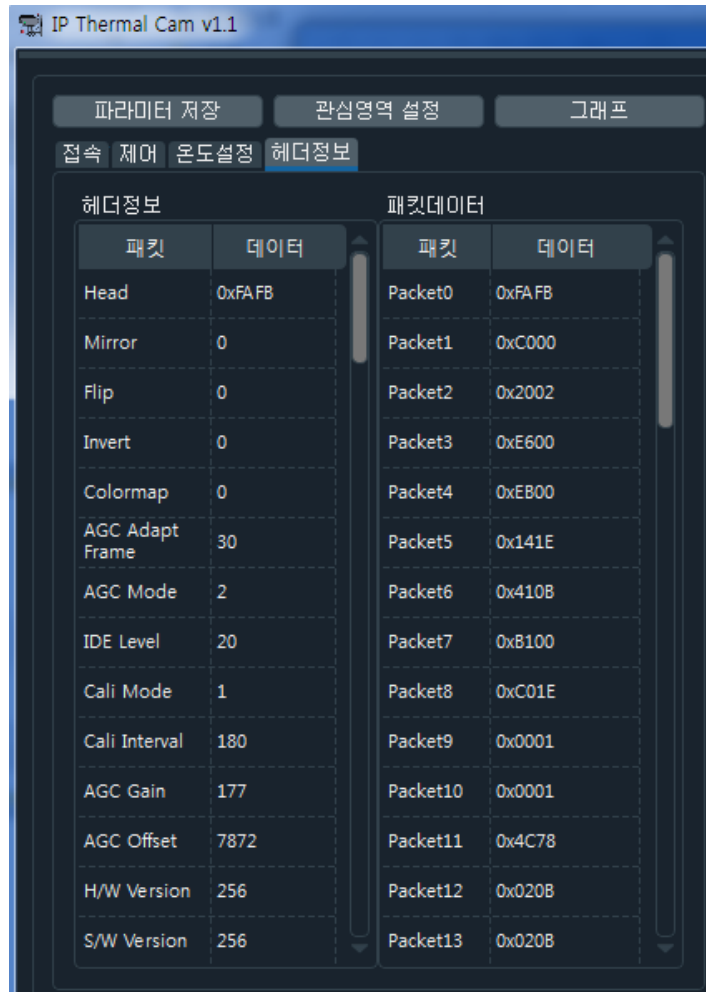 IP Thermal Cam v1.1
파라미터 저장 관심영역 설정 그래프
접속 제어 온도설정 헤더정보
헤더정보 패킷데이터
패킷 데이터 패킷 데이터
Head 0xFAFB Packet0 0xFAFB
Mirror 0 Packet1 0xC000
Flip 0 Packet2 0x2002
Invert 0 Packet3 0xE600
Colormap 0 Packet4 0xEB00
AGC Adapt
Frame 30 Packet5 0x141E
AGC Mode 2 Packet6 0x410B
IDE Level 20 Packet7 0xB100
Cali Mode 1 Packet8 0xC01E
Cali Interval 180 Packet9 0x0001
AGC Gain 177 Packet10 0x0001
AGC Offset 7872 Packet11 0x4C78
H/W Version 256 Packet12 0x020B
S/W Version 256 Packet13 0x020B